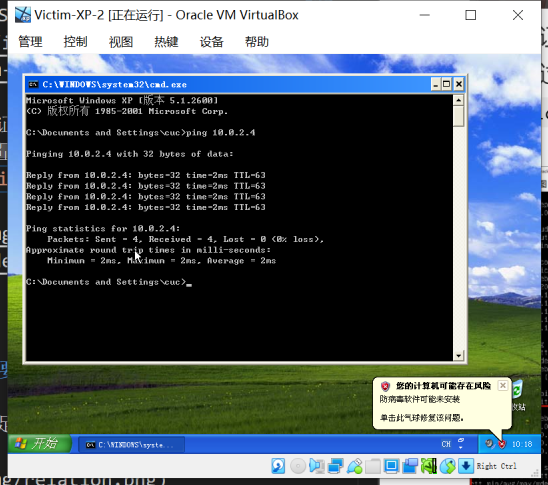 Victim-XP-2 [正在运行] - Oracle VM VirtualBox
管理 控制 视图 热键 设备 帮助
C:\WINDOWS\system32\cmd.exe
Microsoft Windows XP [版本 5.1.2600]
(C) 版权所有 1985-2001 Microsoft Corp.
C:\Documents and Settings\cuc>ping 10.0.2.4
Pinging 10.0.2.4 with 32 bytes of data:
Reply from 10.0.2.4: bytes=32 time=2ms TTL=63
Reply from 10.0.2.4: bytes=32 time=2ms TTL=63
Reply from 10.0.2.4: bytes=32 time=2ms TTL=63
Reply from 10.0.2.4: bytes=32 time=2ms TTL=63
Ping statistics for 10.0.2.4:
Packets: Sent = 4, Received = 4, Lost = 0 (0% loss),
Approximate round trip times in milli-seconds:
Minimum = 2ms, Maximum = 2ms, Average = 2ms
C:\Documents and Settings\cuc>_
您的计算机可能存在风险
防病毒软件可能未安装
单击此气球修复该问题。
收站
开始
C:\WINDOWS\syste...
CH
10:18
Right Ctrl
ng/relation.png)